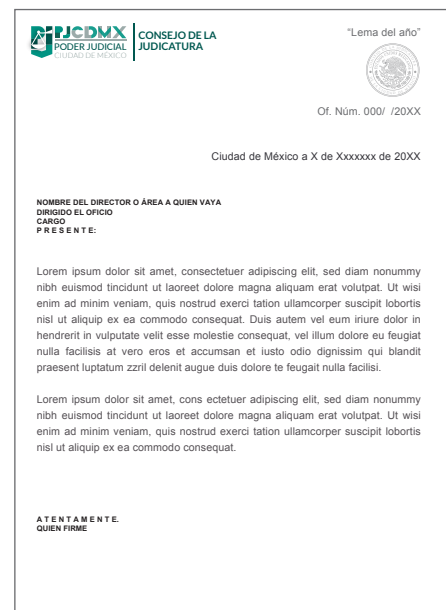 PJCDMX
PODER JUDICIAL
CIUDAD DE MÉXICO
CONSEJO DE LA
JUDICATURA
“Lema del año”
Of. Núm. 000/ /20XX
Ciudad de México a X de Xxxxxxx de 20XX
NOMBRE DEL DIRECTOR O ÁREA A QUIEN VAYA
DIRIGIDO EL OFICIO
CARGO
P R E S E N T E:
Lorem ipsum dolor sit amet, consectetuer adipiscing elit, sed diam nonummy
nibh euismod tincidunt ut laoreet dolore magna aliquam erat volutpat. Ut wisi
enim ad minim veniam, quis nostrud exerci tation ullamcorper suscipit lobortis
nisl ut aliquip ex ea commodo consequat. Duis autem vel eum iriure dolor in
hendrerit in vulputate velit esse molestie consequat, vel illum dolore eu feugiat
nulla facilisis at vero eros et accumsan et iusto odio dignissim qui blandit
praesent luptatum zzril delenit augue duis dolore te feugait nulla facilisi.
Lorem ipsum dolor sit amet, cons ectetuer adipiscing elit, sed diam nonummy
nibh euismod tincidunt ut laoreet dolore magna aliquam erat volutpat. Ut wisi
enim ad minim veniam, quis nostrud exerci tation ullamcorper suscipit lobortis
nisl ut aliquip ex ea commodo consequat.
A T E N T A M E N T E.
QUIEN FIRME